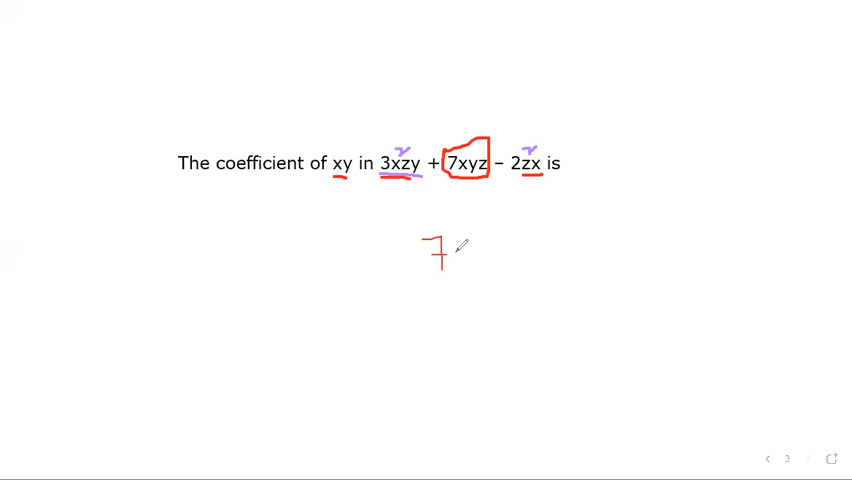 The coefficient of xy in 3xzy + 7xyz – 2zx is
7
3